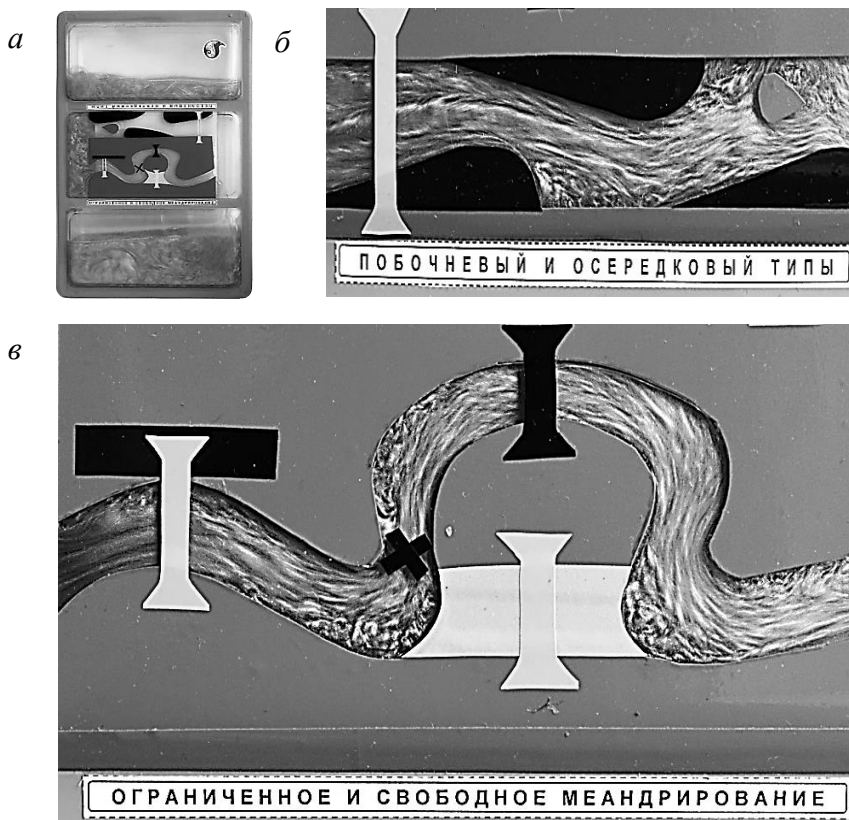 а
б
ПОБОЧНЕВЫЙ И ОСЕРЕДКОВЫЙ ТИПЫ
в
ОГРАНИЧЕННОЕ И СВОБОДНОЕ МЕАНДРИРОВАНИЕ